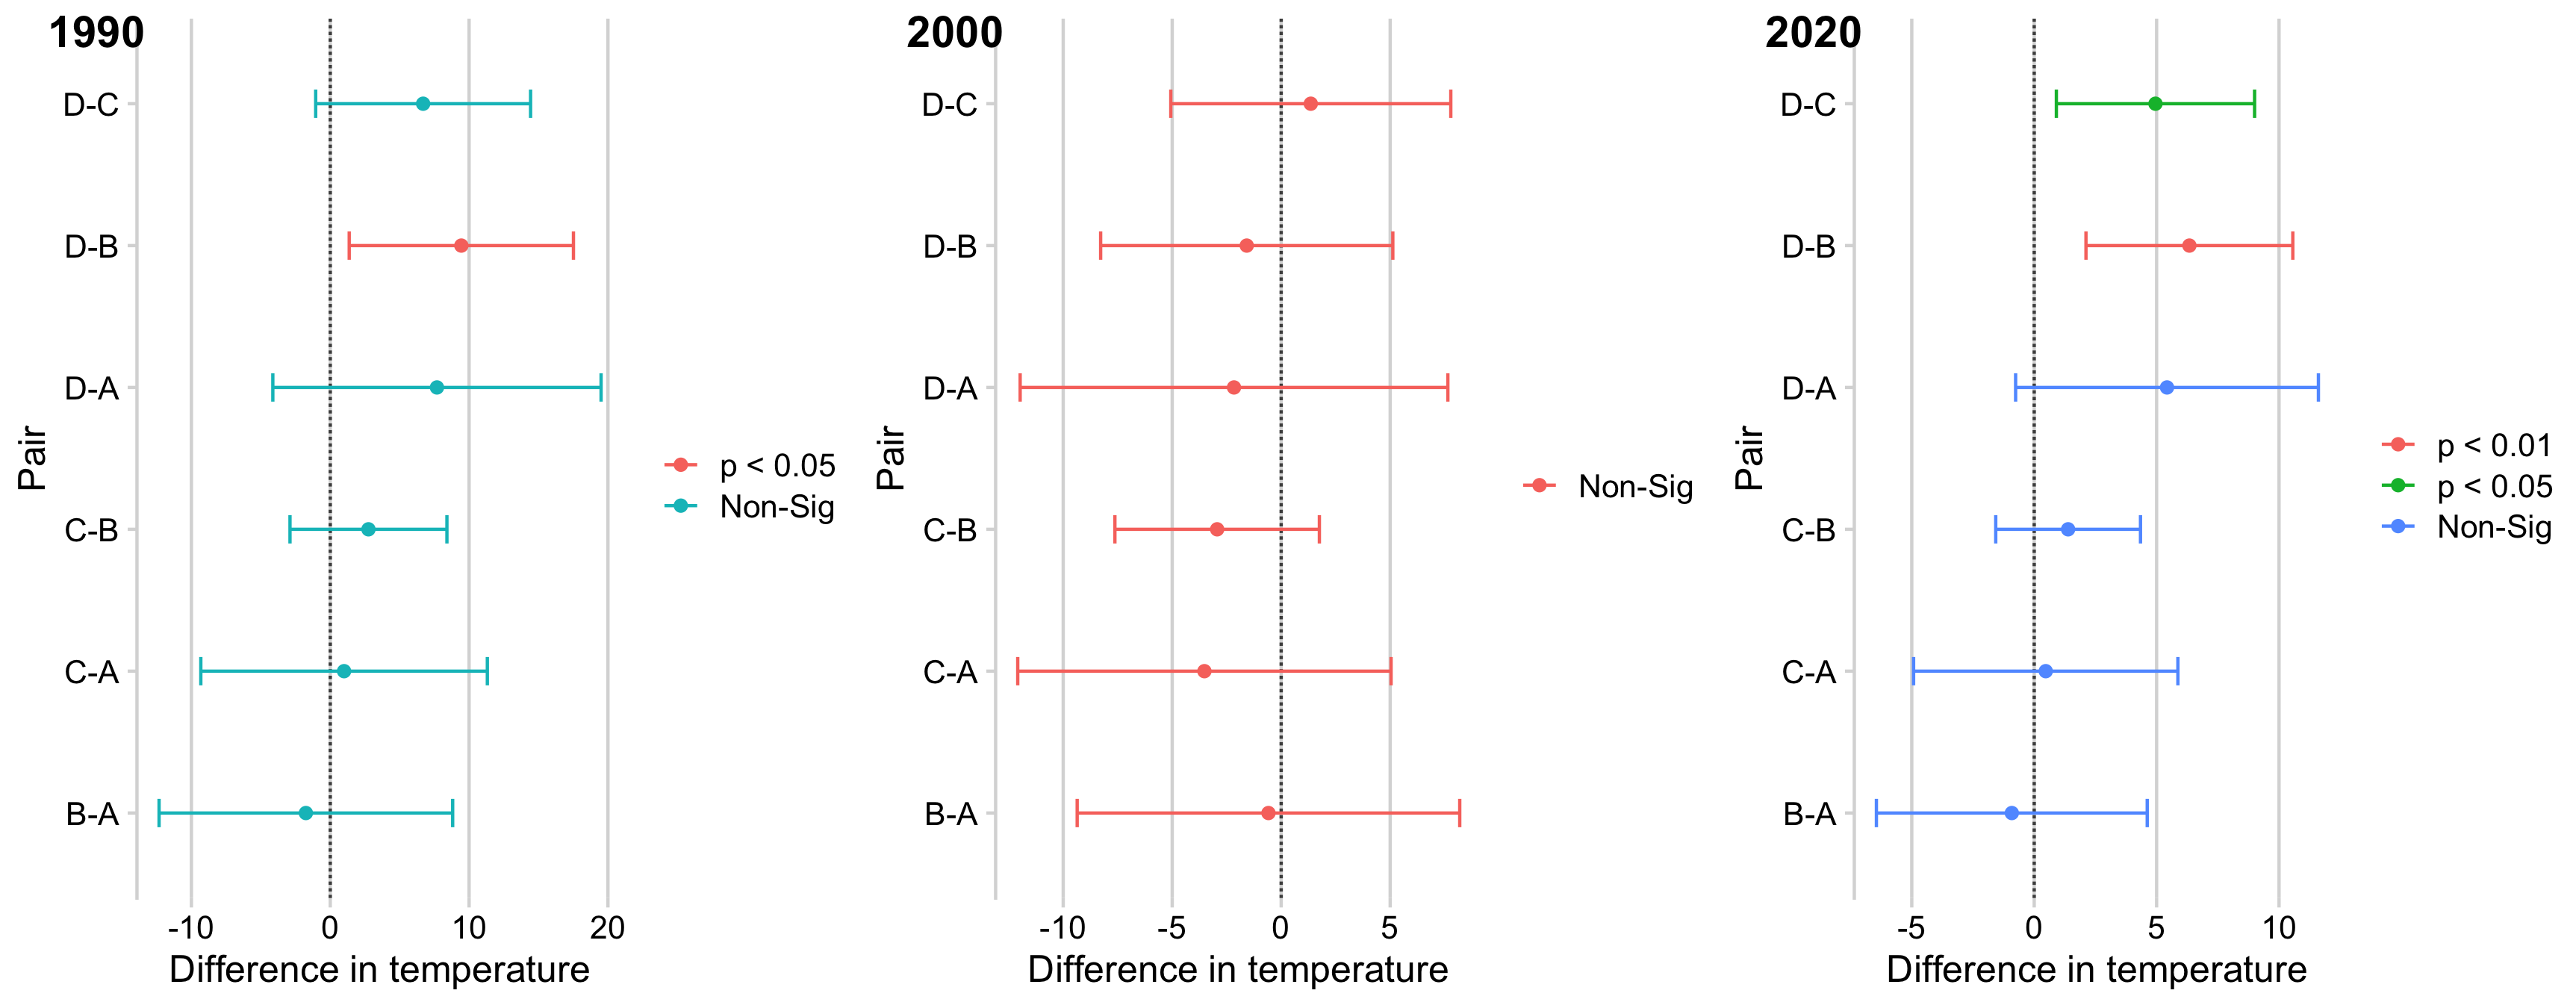 1990
D-C
D-B
D-A
C-B
C-A
B-A
Pair
-10 0 10 20
Difference in temperature
p < 0.05
Non-Sig
2000
D-C
D-B
D-A
C-B
C-A
B-A
Pair
-10 -5 0 5
Difference in temperature
Non-Sig
2020
D-C
D-B
D-A
C-B
C-A
B-A
Pair
-5 0 5 10
Difference in temperature
p < 0.01
p < 0.05
Non-Sig